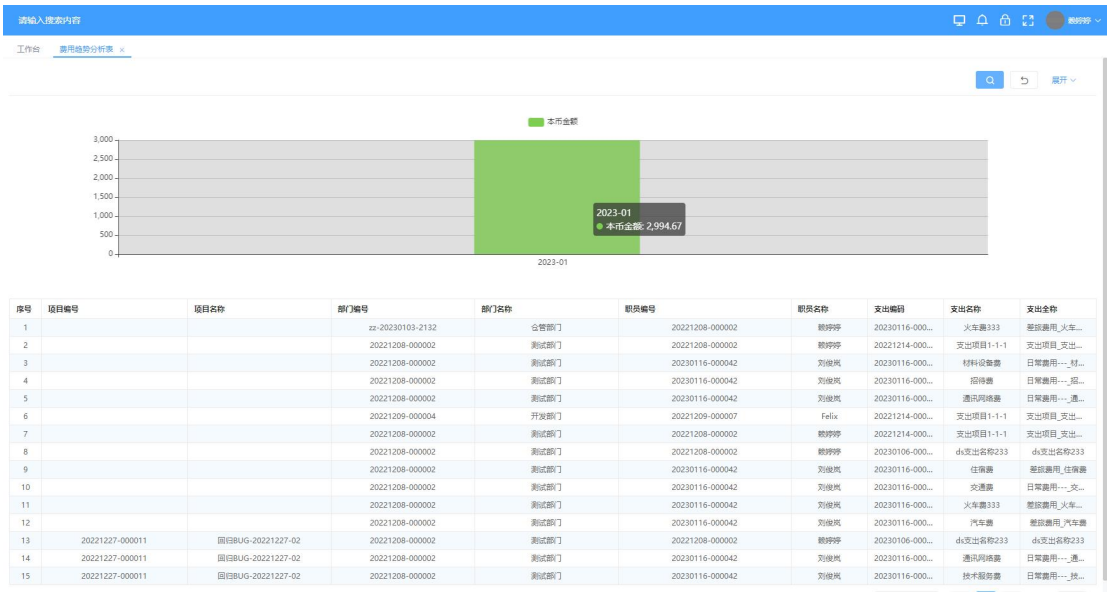 请输入搜索内容 赖婷婷
工作台 费用趋势分析表 ×
展开
本币金额
3,000
2,500
2,000
1,500
1,000
500
0
2023-01
本币金额: 2,994.67
2023-01
序号 项目编号 项目名称 部门编号 部门名称 职员编号 职员名称 支出编码 支出名称 支出全称
1 zz-20230103-2132 仓管部门 20221208-000002 赖婷婷 20230116-000... 火车票333 差旅费用_火车...
2 20221208-000002 测试部门 20221208-000002 赖婷婷 20221214-000... 支出项目1-1-1 支出项目_支出...
3 20221208-000002 测试部门 20230116-000042 刘俊岚 20230116-000... 材料设备费 日常费用---_材...
4 20221208-000002 测试部门 20230116-000042 刘俊岚 20230116-000... 招待费 日常费用---_招...
5 20221208-000002 测试部门 20230116-000042 刘俊岚 20230116-000... 通讯网络费 日常费用---_通...
6 20221209-000004 开发部门 20221209-000007 Felix 20221214-000... 支出项目1-1-1 支出项目_支出...
7 20221208-000002 测试部门 20221208-000002 赖婷婷 20221214-000... 支出项目1-1-1 支出项目_支出...
8 20221208-000002 测试部门 20221208-000002 赖婷婷 20230106-000... ds支出名称233 ds支出名称233
9 20221208-000002 测试部门 20230116-000042 刘俊岚 20230116-000... 住宿费 差旅费用_住宿费
10 20221208-000002 测试部门 20230116-000042 刘俊岚 20230116-000... 交通费 日常费用---_交...
11 20221208-000002 测试部门 20230116-000042 刘俊岚 20230116-000... 火车票333 差旅费用_火车...
12 20221208-000002 测试部门 20230116-000042 刘俊岚 20230116-000... 汽车票 差旅费用_汽车票
13 20221227-000011 回归BUG-20221227-02 20221208-000002 测试部门 20221208-000002 赖婷婷 20230106-000... ds支出名称233 ds支出名称233
14 20221227-000011 回归BUG-20221227-02 20221208-000002 测试部门 20230116-000042 刘俊岚 20230116-000... 通讯网络费 日常费用---_通...
15 20221227-000011 回归BUG-20221227-02 20221208-000002 测试部门 20230116-000042 刘俊岚 20230116-000... 技术服务费 日常费用---_技...